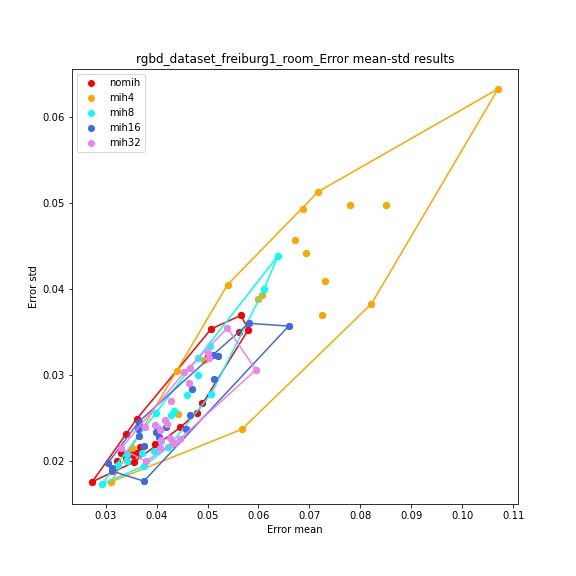 rgbd_dataset_freiburg1_room_Error mean-std results
nomih
mih4
mih8
mih16
mih32
Error std
0.06
0.05
0.04
0.03
0.02
0.03 0.04 0.05 0.06 0.07 0.08 0.09 0.10 0.11
Error mean